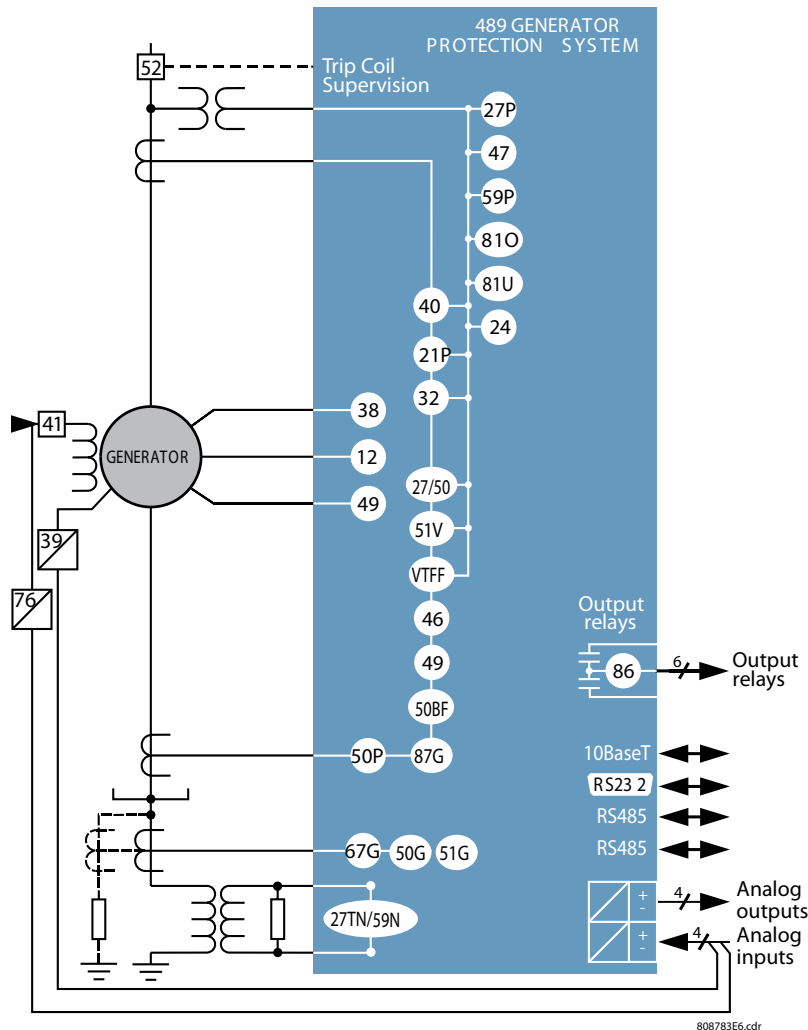 489 GENERATOR
PROTECTION SYSTEM
52
Trip Coil
Supervision
27P
47
59P
81O
81U
40
24
21P
32
38
41
GENERATOR
12
27/50
49
51V
39
VTFF
76
46
Output
relays
49
86
6
Output
relays
50BF
50P
87G
10BaseT
RS23 2
RS485
RS485
67G
50G
51G
+
-
4
Analog
outputs
27TN/59N
+
-
4
Analog
inputs
808783E6.cdr